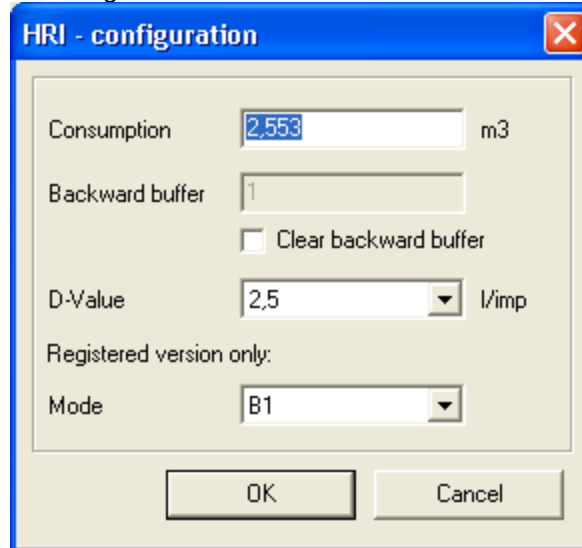 HRI - configuration
Consumption 2,553 m3
Backward buffer 1
Clear backward buffer
D-Value 2,5 l/imp
Registered version only:
Mode B1
OK Cancel